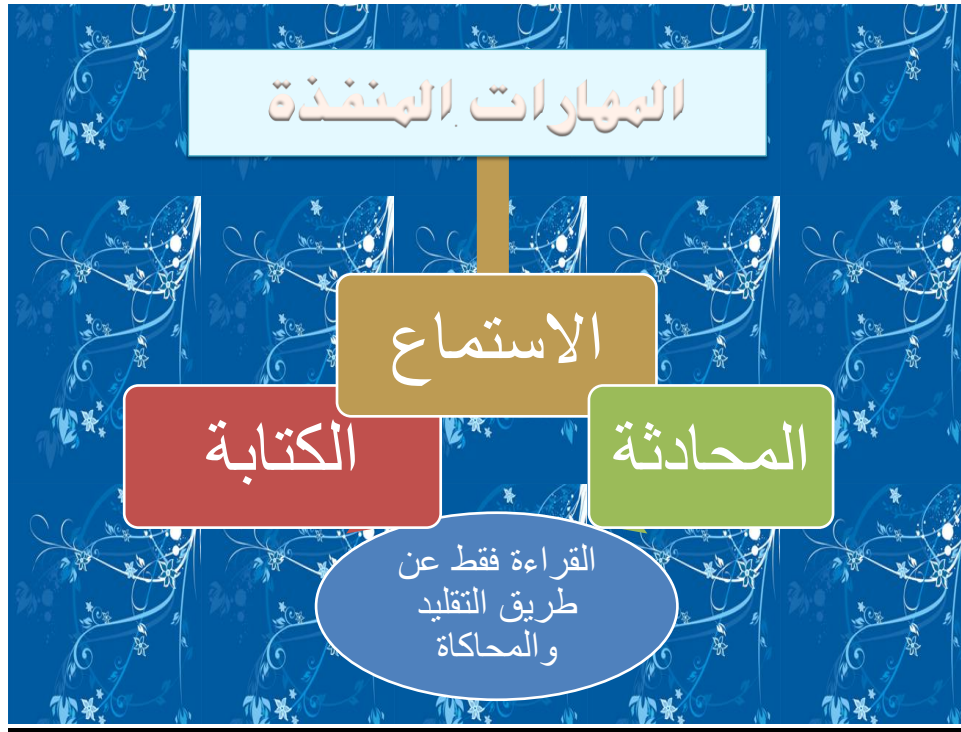 المهارات المنفذة
الاستماع
المحادثة
الكتابة
القراءة فقط عن
طريق التقليد
والمحاكاة